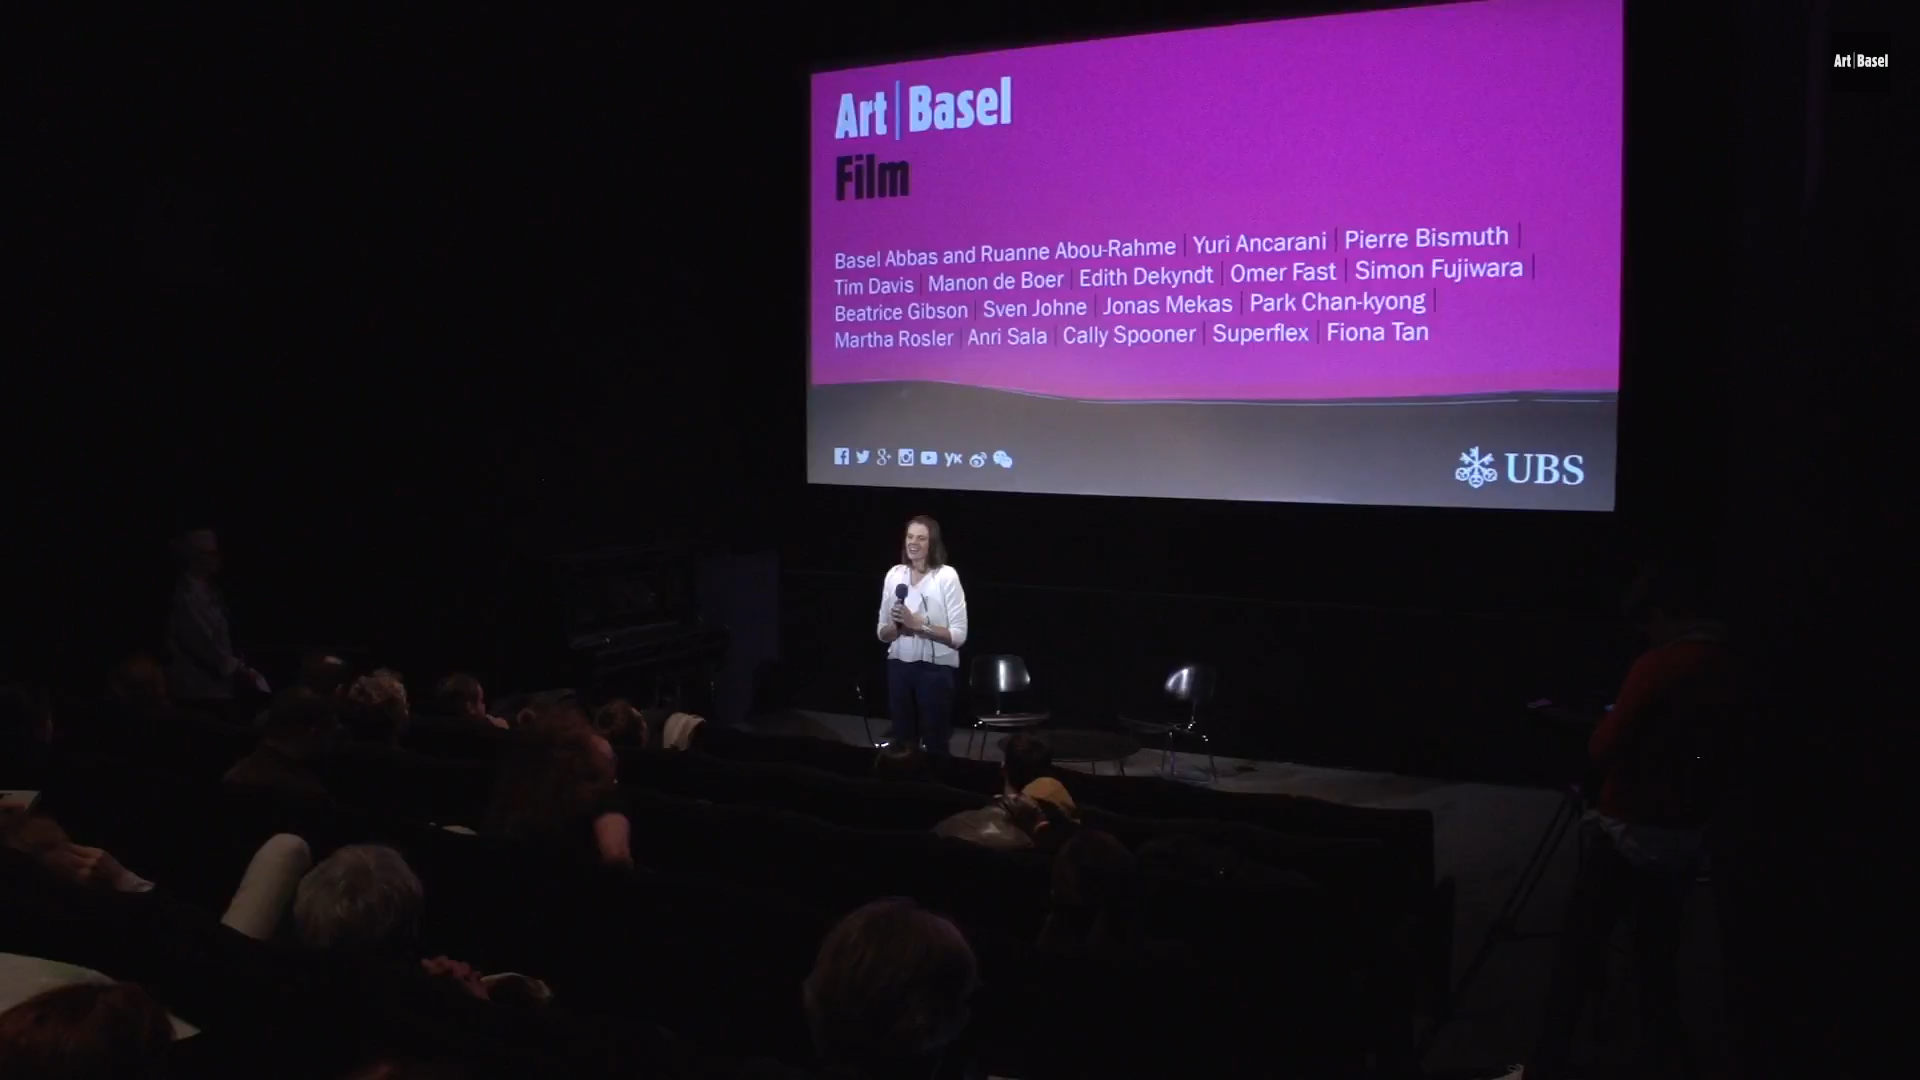 Art|Basel
Art|Basel
Film
Basel Abbas and Ruanne Abou-Rahme | Yuri Ancarani | Pierre Bismuth |
Tim Davis | Manon de Boer | Edith Dekyndt | Omer Fast | Simon Fujiwara |
Beatrice Gibson | Sven Johne | Jonas Mekas | Park Chan-kyong |
Martha Rosler | Anri Sala | Cally Spooner | Superflex | Fiona Tan
UBS